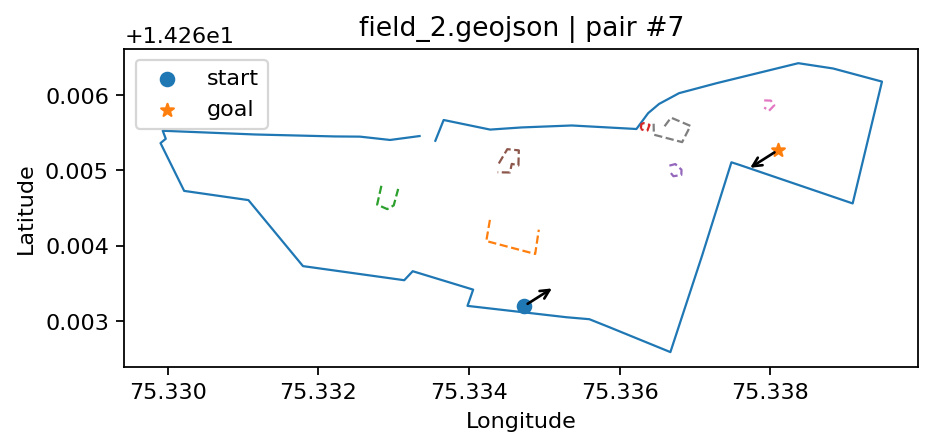 field_2.geojson | pair #7
+1.426e1
start
goal
0.006
0.005
0.004
0.003
Latitude
75.330
75.332
75.334
75.336
75.338
Longitude